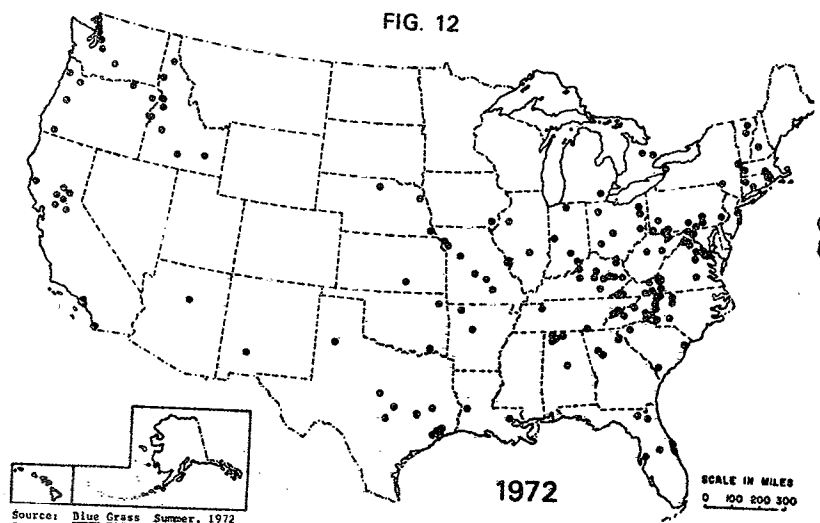 FIG. 12
1972
SCALE IN MILES
0 100 200 300
Source: Blue Grass Summer, 1972